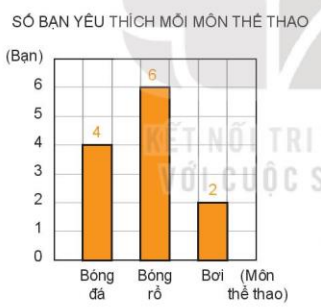 SỐ BẠN YÊU THÍCH MỖI MÔN THỂ THAO
(Bạn)
6
5
4
3
2
1
0
4
6
2
Bóng đá
Bóng rổ
Bơi
(Môn thể thao)
KẾT NỐI TRI
VỚI CUỘC S